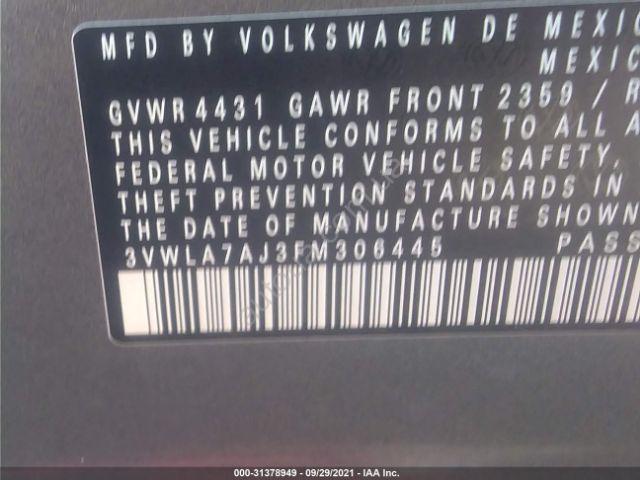 MFD BY VOLKSWAGEN DE MEXIC
MEXIC
GVWR 4431 GAWR FRONT 2359 / R
THIS VEHICLE CONFORMS TO ALL A
FEDERAL MOTOR VEHICLE SAFETY,
THEFT PREVENTION STANDARDS IN
THE DATE OF MANUFACTURE SHOWN
3VWLA7AJ3FM306445 PASS
000-31378949 | 09/29/2021 | IAA Inc.